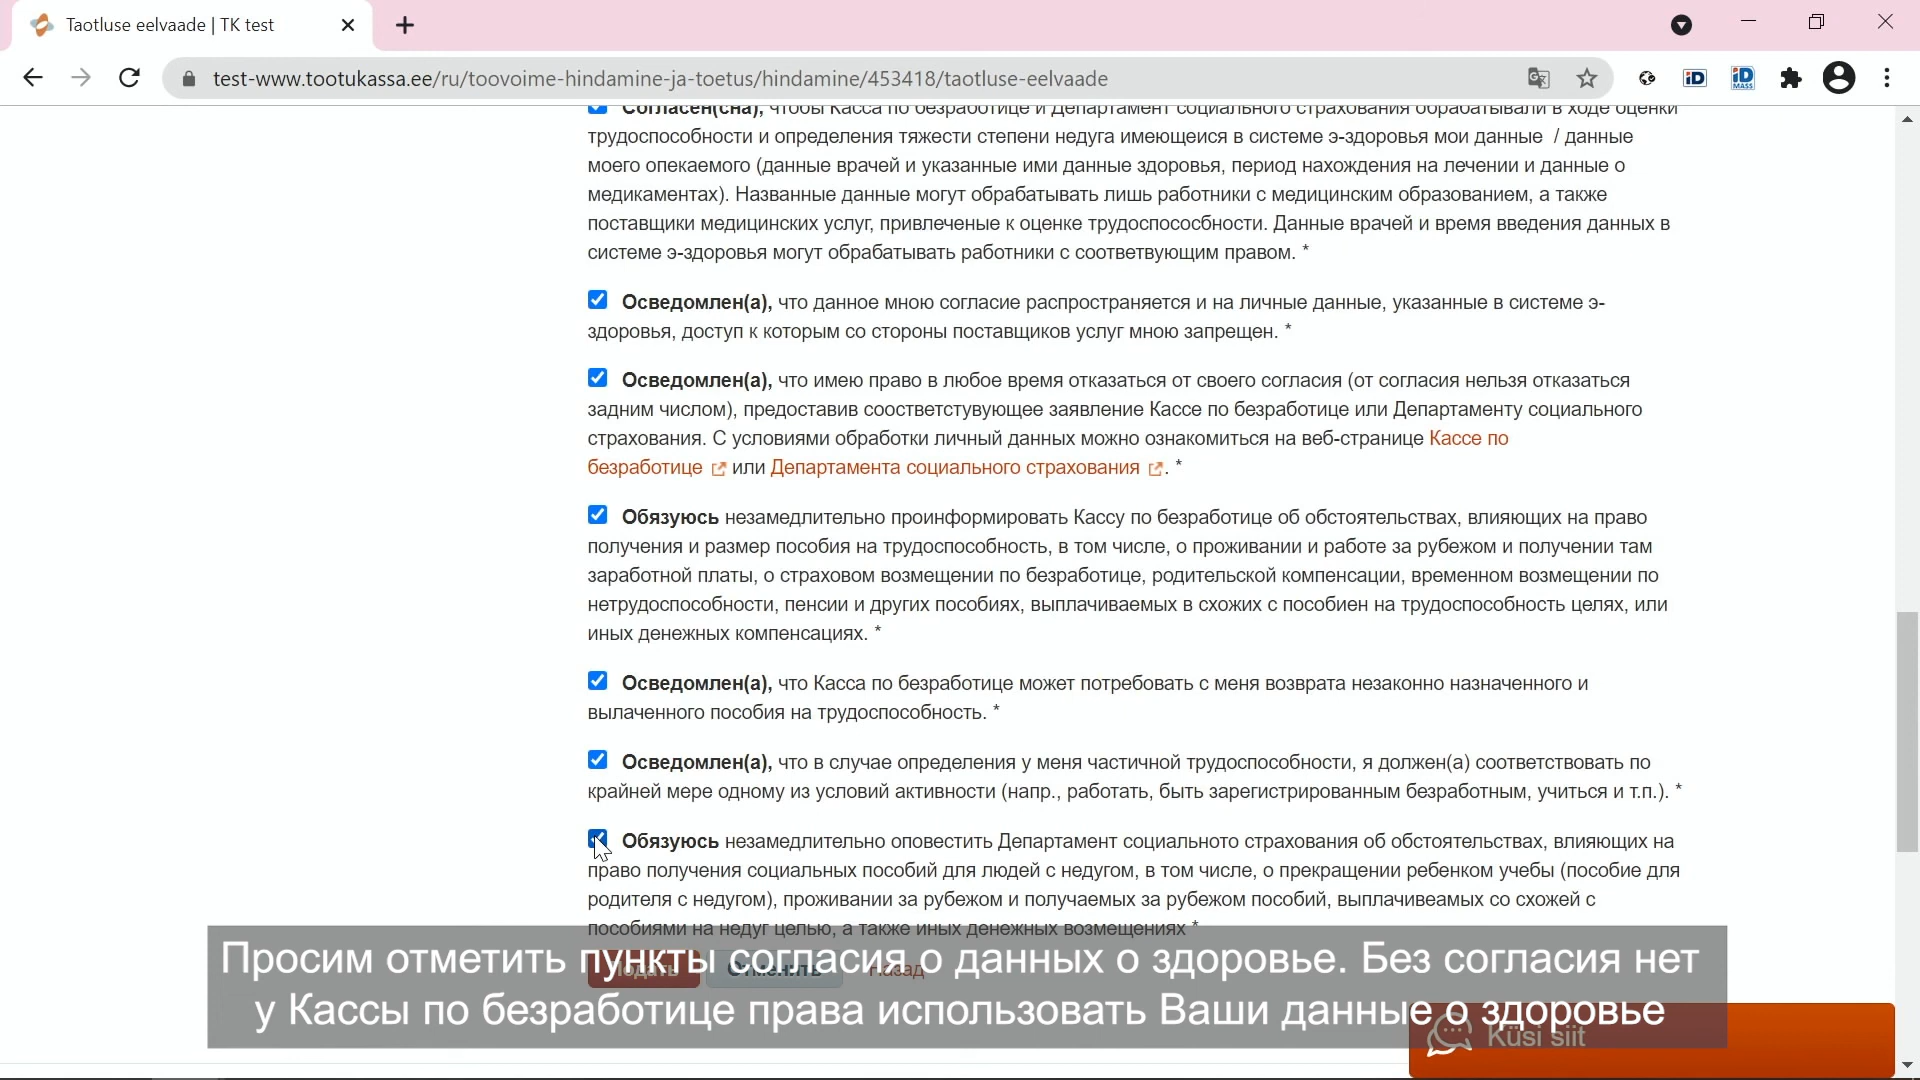 Taotluse eelvaade | TK test
test-www.tootukassa.ee/ru/toovoime-hindamine-ja-toetus/hindamine/453418/taotluse-eelvaade
iD
iD
MASS
Согласен(сна), чтобы Касса по безработице и Департамент социального страхования обрабатывали в ходе оценки
трудоспособности и определения тяжести степени недуга имеющеися в системе э-здоровья мои данные / данные
моего опекаемого (данные врачей и указанные ими данные здоровья, период нахождения на лечении и данные о
медикаментах). Названные данные могут обрабатывать лишь работники с медицинским образованием, а также
поставщики медицинских услуг, привлеченые к оценке трудоспосoсбности. Данные врачей и время введения данных в
системе э-здоровья могут обрабатывать работники с соответвующим правом. *
Осведомлен(а), что данное мною согласие распространяется и на личные данные, указанные в системе э-
здоровья, доступ к которым со стороны поставщиков услуг мною запрещен. *
Осведомлен(а), что имею право в любое время отказаться от своего согласия (от согласия нельзя отказаться
задним числом), предоставив соостветстувующее заявление Кассе по безработице или Департаменту социального
страхования. С условиями обработки личный данных можно ознакомиться на веб-странице Кассе по
безработице или Департамента социального страхования . *
Обязуюсь незамедлительно проинформировать Кассу по безработице об обстоятельствах, влияющих на право
получения и размер пособия на трудоспособность, в том числе, о проживании и работе за рубежом и получении там
заработной платы, о страховом возмещении по безработице, родительской компенсации, временном возмещении по
нетрудоспособности, пенсии и других пособиях, выплачиваемых в схожих с пособиен на трудоспособность целях, или
иных денежных компенсациях. *
Осведомлен(а), что Касса по безработице может потребовать с меня возврата незаконно назначенного и
вылаченного пособия на трудоспособность. *
Осведомлен(а), что в случае определения у меня частичной трудоспособности, я должен(а) соответствовать по
крайней мере одному из условий активности (напр., работать, быть зарегистрированным безработным, учиться и т.п.). *
Обязуюсь незамедлительно оповестить Департамент социальното страхования об обстоятельствах, влияющих на
право получения социальных пособий для людей с недугом, в том числе, о прекращении ребенком учебы (пособие для
родителя с недугом), проживании за рубежом и получаемых за рубежом пособий, выплачивеамых со схожей с
пособиями на недуг целью, а также иных денежных возмещениях *
Подать Отменить Назад
Просим отметить пункты согласия о данных о здоровье. Без согласия нет
у Кассы по безработице права использовать Ваши данные о здоровье
Küsi siit